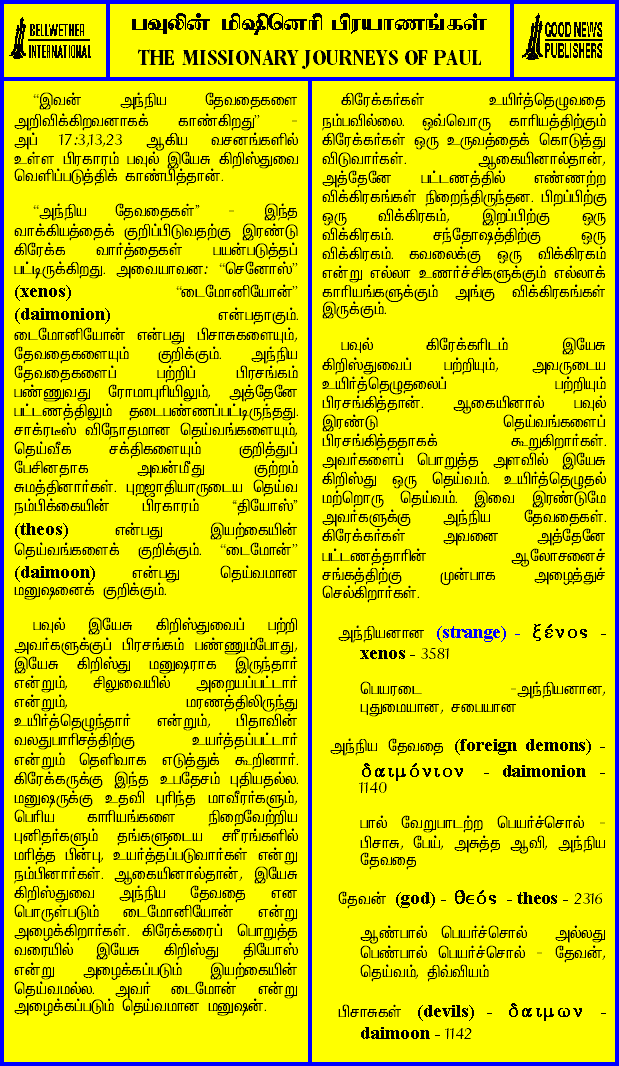 BELLWETHER
INTERNATIONAL
பவுலின் மிஷினெரி பிரயாணங்கள்
THE MISSIONARY JOURNEYS OF PAUL
GOOD NEWS
PUBLISHERS
“இவன் அந்நிய தேவதைகளை
அறிவிக்கிறவனாகக் காண்கிறது” -
அப் 17:3,13,23 ஆகிய வசனங்களில்
உள்ள பிரகாரம் பவுல் இயேசு கிறிஸ்துவை
வெளிப்படுத்திக் காண்பித்தான்.
“அந்நிய தேவதைகள்” - இந்த
வாக்கியத்தைக் குறிப்பிடுவதற்கு இரண்டு
கிரேக்க வார்த்தைகள் பயன்படுத்தப்
பட்டிருக்கிறது. அவையாவன: “செனோஸ்”
(xenos) “டைமோனியோன்”
(daimonion) என்பதாகும்.
டைமோனியோன் என்பது பிசாசுகளையும்,
தேவதைகளையும் குறிக்கும். அந்நிய
தேவதைகளைப் பற்றிப் பிரசங்கம்
பண்ணுவது ரோமாபுரியிலும், அத்தேனே
பட்டணத்திலும் தடைபண்ணப்பட்டிருந்தது.
சாக்ரடீஸ் விநோதமான தெய்வங்களையும்,
தெய்வீக சக்திகளையும் குறித்துப்
பேசினதாக அவன்மீது குற்றம்
சுமத்தினார்கள். புறஜாதியாருடைய தெய்வ
நம்பிக்கையின் பிரகாரம் “தியோஸ்”
(theos) என்பது இயற்கையின்
தெய்வங்களைக் குறிக்கும். “டைமோன்”
(daimoon) என்பது தெய்வமான
மனுஷனைக் குறிக்கும்.
பவுல் இயேசு கிறிஸ்துவைப் பற்றி
அவர்களுக்குப் பிரசங்கம் பண்ணும்போது,
இயேசு கிறிஸ்து மனுஷராக இருந்தார்
என்றும், சிலுவையில் அறையப்பட்டார்
என்றும், மரணத்திலிருந்து
உயிர்த்தெழுந்தார் என்றும், பிதாவின்
வலதுபாரிசத்திற்கு உயர்த்தப்பட்டார்
என்றும் தெளிவாக எடுத்துக் கூறினார்.
கிரேக்கருக்கு இந்த உபதேசம் புதியதல்ல.
மனுஷருக்கு உதவி புரிந்த மாவீரர்களும்,
பெரிய காரியங்களை நிறைவேற்றிய
புனிதர்களும் தங்களுடைய சரீரங்களில்
மரித்த பின்பு, உயர்த்தப்படுவார்கள் என்று
நம்பினார்கள். ஆகையினால்தான், இயேசு
கிறிஸ்துவை அந்நிய தேவதை என
பொருள்படும் டைமோனியோன் என்று
அழைக்கிறார்கள். கிரேக்கரைப் பொறுத்த
வரையில் இயேசு கிறிஸ்து தியோஸ்
என்று அழைக்கப்படும் இயற்கையின்
தெய்வமல்ல. அவர் டைமோன் என்று
அழைக்கப்படும் தெய்வமான மனுஷன்.
கிரேக்கர்கள் உயிர்த்தெழுவதை
நம்பவில்லை. ஒவ்வொரு காரியத்திற்கும்
கிரேக்கர்கள் ஒரு உருவத்தைக் கொடுத்து
விடுவார்கள். ஆகையினால்தான்,
அத்தேனே பட்டணத்தில் எண்ணற்ற
விக்கிரகங்கள் நிறைந்திருந்தன. பிறப்பிற்கு
ஒரு விக்கிரகம், இறப்பிற்கு ஒரு
விக்கிரகம். சந்தோஷத்திற்கு ஒரு
விக்கிரகம். கவலைக்கு ஒரு விக்கிரகம்
என்று எல்லா உணர்ச்சிகளுக்கும் எல்லாக்
காரியங்களுக்கும் அங்கு விக்கிரகங்கள்
இருக்கும்.
பவுல் கிரேக்கரிடம் இயேசு
கிறிஸ்துவைப் பற்றியும், அவருடைய
உயிர்த்தெழுதலைப் பற்றியும்
பிரசங்கித்தான். ஆகையினால் பவுல்
இரண்டு தெய்வங்களைப்
பிரசங்கித்ததாகக் கூறுகிறார்கள்.
அவர்களைப் பொறுத்த அளவில் இயேசு
கிறிஸ்து ஒரு தெய்வம். உயிர்த்தெழுதல்
மற்றொரு தெய்வம். இவை இரண்டுமே
அவர்களுக்கு அந்நிய தேவதைகள்.
கிரேக்கர்கள் அவனை அத்தேனே
பட்டணத்தாரின் ஆலோசனைச்
சங்கத்திற்கு முன்பாக அழைத்துச்
செல்கிறார்கள்.
அந்நியனான (strange) - ξένος -
xenos - 3581
பெயரடை -அந்நியனான,
புதுமையான, சபையான
அந்நிய தேவதை (foreign demons) -
δαιμόνιον - daimonion -
1140
பால் வேறுபாடற்ற பெயர்ச்சொல் -
பிசாசு, பேய், அசுத்த ஆவி, அந்நிய
தேவதை
தேவன் (god) - θεός - theos - 2316
ஆண்பால் பெயர்ச்சொல் அல்லது
பெண்பால் பெயர்ச்சொல் - தேவன்,
தெய்வம், திவ்வியம்
பிசாசுகள் (devils) - δαιμων -
daimoon - 1142